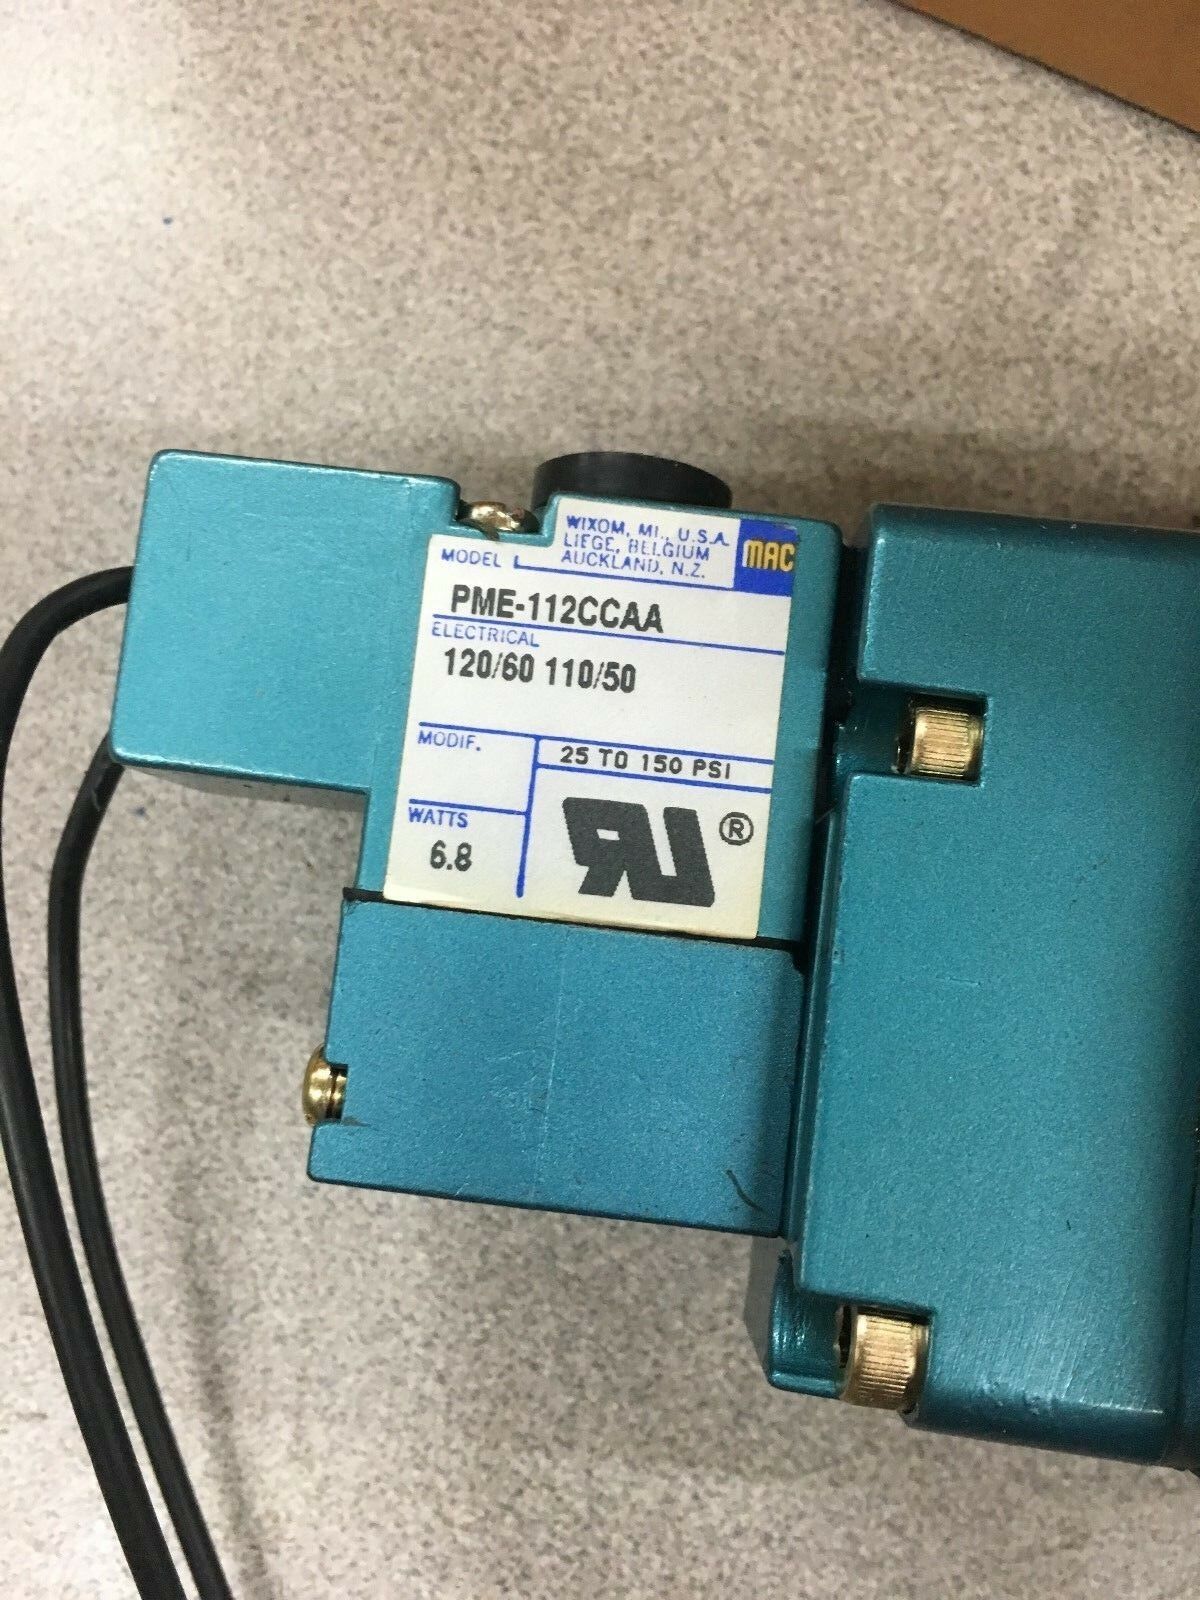 WIXOM, MI., U.S.A.
LIEGE, BELGIUM
AUCKLAND, N.Z.
MAC
MODEL
PME-112CCAA
ELECTRICAL
120/60 110/50
MODIF.
25 TO 150 PSI
WATTS
6.8
UR®